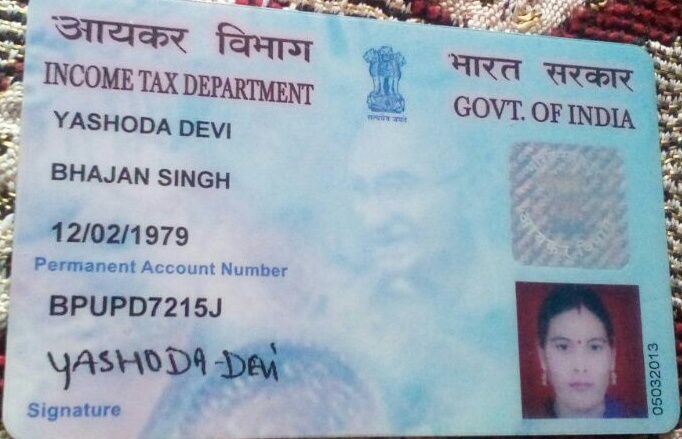 आयकर विभाग
INCOME TAX DEPARTMENT
भारत सरकार
GOVT. OF INDIA
सत्यमेव जयते
YASHODA DEVI
BHAJAN SINGH
12/02/1979
Permanent Account Number
BPUPD7215J
YASHODA-DEVI
Signature
05032013